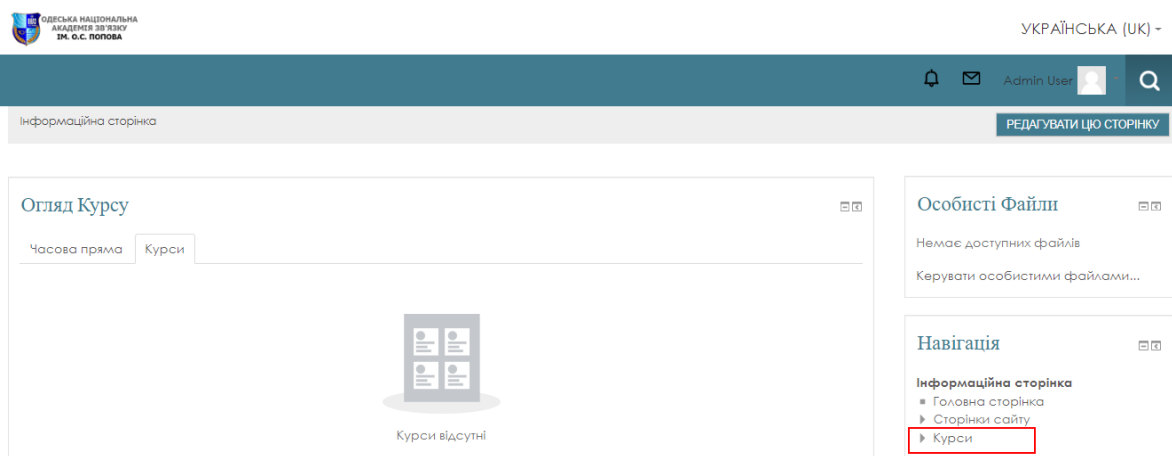 ОДЕСЬКА НАЦІОНАЛЬНА
АКАДЕМІЯ ЗВ'ЯЗКУ
ІМ. О.С. ПОПОВА
УКРАЇНСЬКА (UK)
Admin User
Інформаційна сторінка
РЕДАГУВАТИ ЦЮ СТОРІНКУ
Огляд Курсу
Часова пряма
Курси
Курси відсутні
Особисті Файли
Немає доступних файлів
Керувати особистими файлами...
Навігація
Інформаційна сторінка
Головна сторінка
Сторінки сайту
Курси